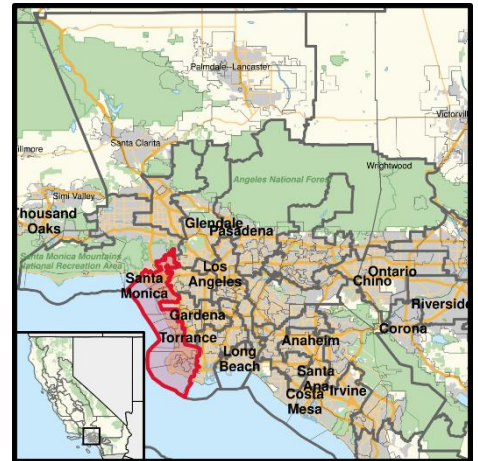 Palmdale--Lancaster
Victorvill
Santa Clarita
illmore
Wrightwood
Simi Valley
Angeles National Forest
Thousand
Oaks
Glendale
Pasadena
Santa Monica Mountains
National Recreation Area
Santa
Monica
Los
Angeles
Ontario
Chino
Riverside
Gardena
Corona
Torrance
Anaheim
Long
Beach
Santa
Ana
Irvine
Costa
Mesa